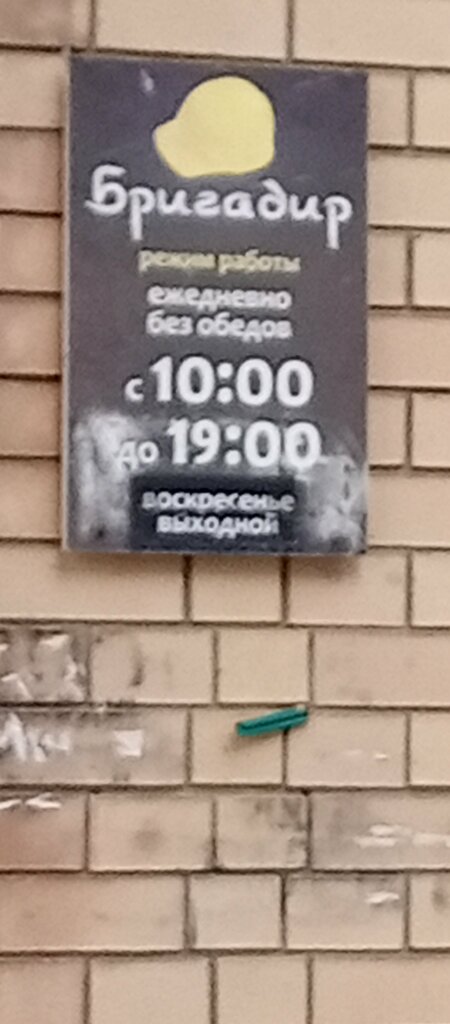 Бригадир
режим работы
ежедневно
без обедов
с 10:00
до 19:00
воскресенье
выходной